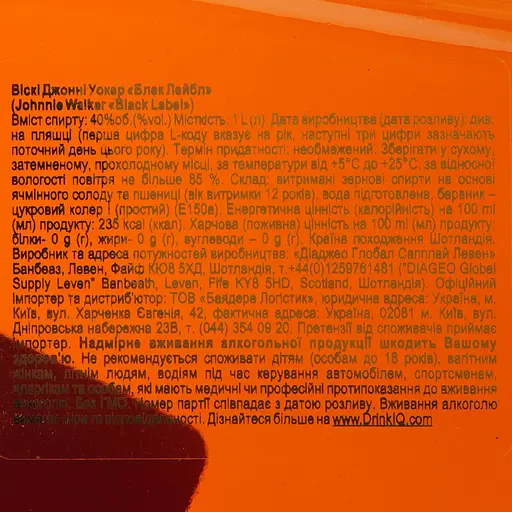 Віскі Джонні Уокер «Блек Лейбл»
(Johnnie Walker «Black Label»)
Вміст спирту: 40%об.(%vol.) Місткість: 1 L (л) Дата виробництва (дата розливу): див.
на пляшці (перша цифра L-коду вказує на рік, наступні три цифри зазначають
поточний день цього року). Термін придатності: необмежений. Зберігати у сухому,
затемненому, прохолодному місці, за температури від +5°С до +25°С, за відносної
вологості повітря не більше 85 %. Склад: витримані зернові спирти на основі
ячмінного солоду та пшениці (вік витримки 12 років), вода підготовлена, барвник –
цукровий колер І (простий) (Е150а). Енергетична цінність (калорійність) на 100 ml
(мл) продукту: 235 kcal (ккал). Харчова (поживна) цінність на 100 ml (мл) продукту:
білки- 0 g (г), жири- 0 g (г), вуглеводи – 0 g (г). Країна походження Шотландія.
Виробник та адреса потужностей виробництва: «Діаджео Глобал Сапплай Левен»
Банбеаз, Левен, Файф КЮ8 5ХД, Шотландія, т.+44(0)1259761481 ("DIAGEO Global
Supply Leven" Banbeath, Leven, Fife KY8 5HD, Scotland, Шотландія). Офіційний
імпортер та дистриб'ютор: ТОВ «Баядера Логістик», юридична адреса: Україна, м.
Київ, вул. Харченка Євгенія, 42, фактична адреса: Україна, 02081 м. Київ, вул.
Дніпровська набережна 23В, т. (044) 354 09 20. Претензії від споживачів приймає
імпортер. Надмірне вживання алкогольної продукції шкодить Вашому
здоров'ю. Не рекомендується споживати дітям (особам до 18 років), вагітним
жінкам, літнім людям, водіям під час керування автомобілем, спортсменам,
алергікам та особам, які мають медичні чи професійні протипоказання до вживання
алкоголю. Без ГМО. Номер партії співпадає з датою розливу. Вживання алкоголю
та відповідальності. Дізнайтеся більше на www.DrinkIQ.com